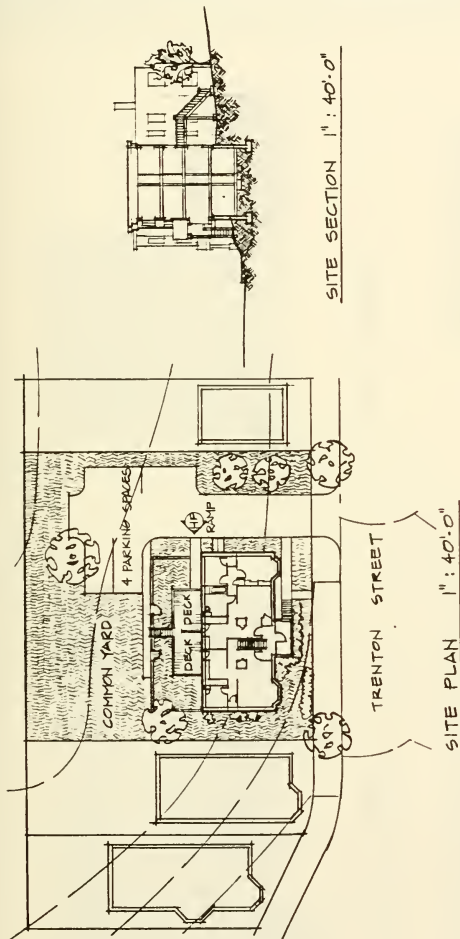 SITE SECTION 1" : 40'-0"
4 PARKING SPACES
COMMON YARD
HP
RAMP
DECK DECK
TRENTON STREET
SITE PLAN 1" : 40'-0"